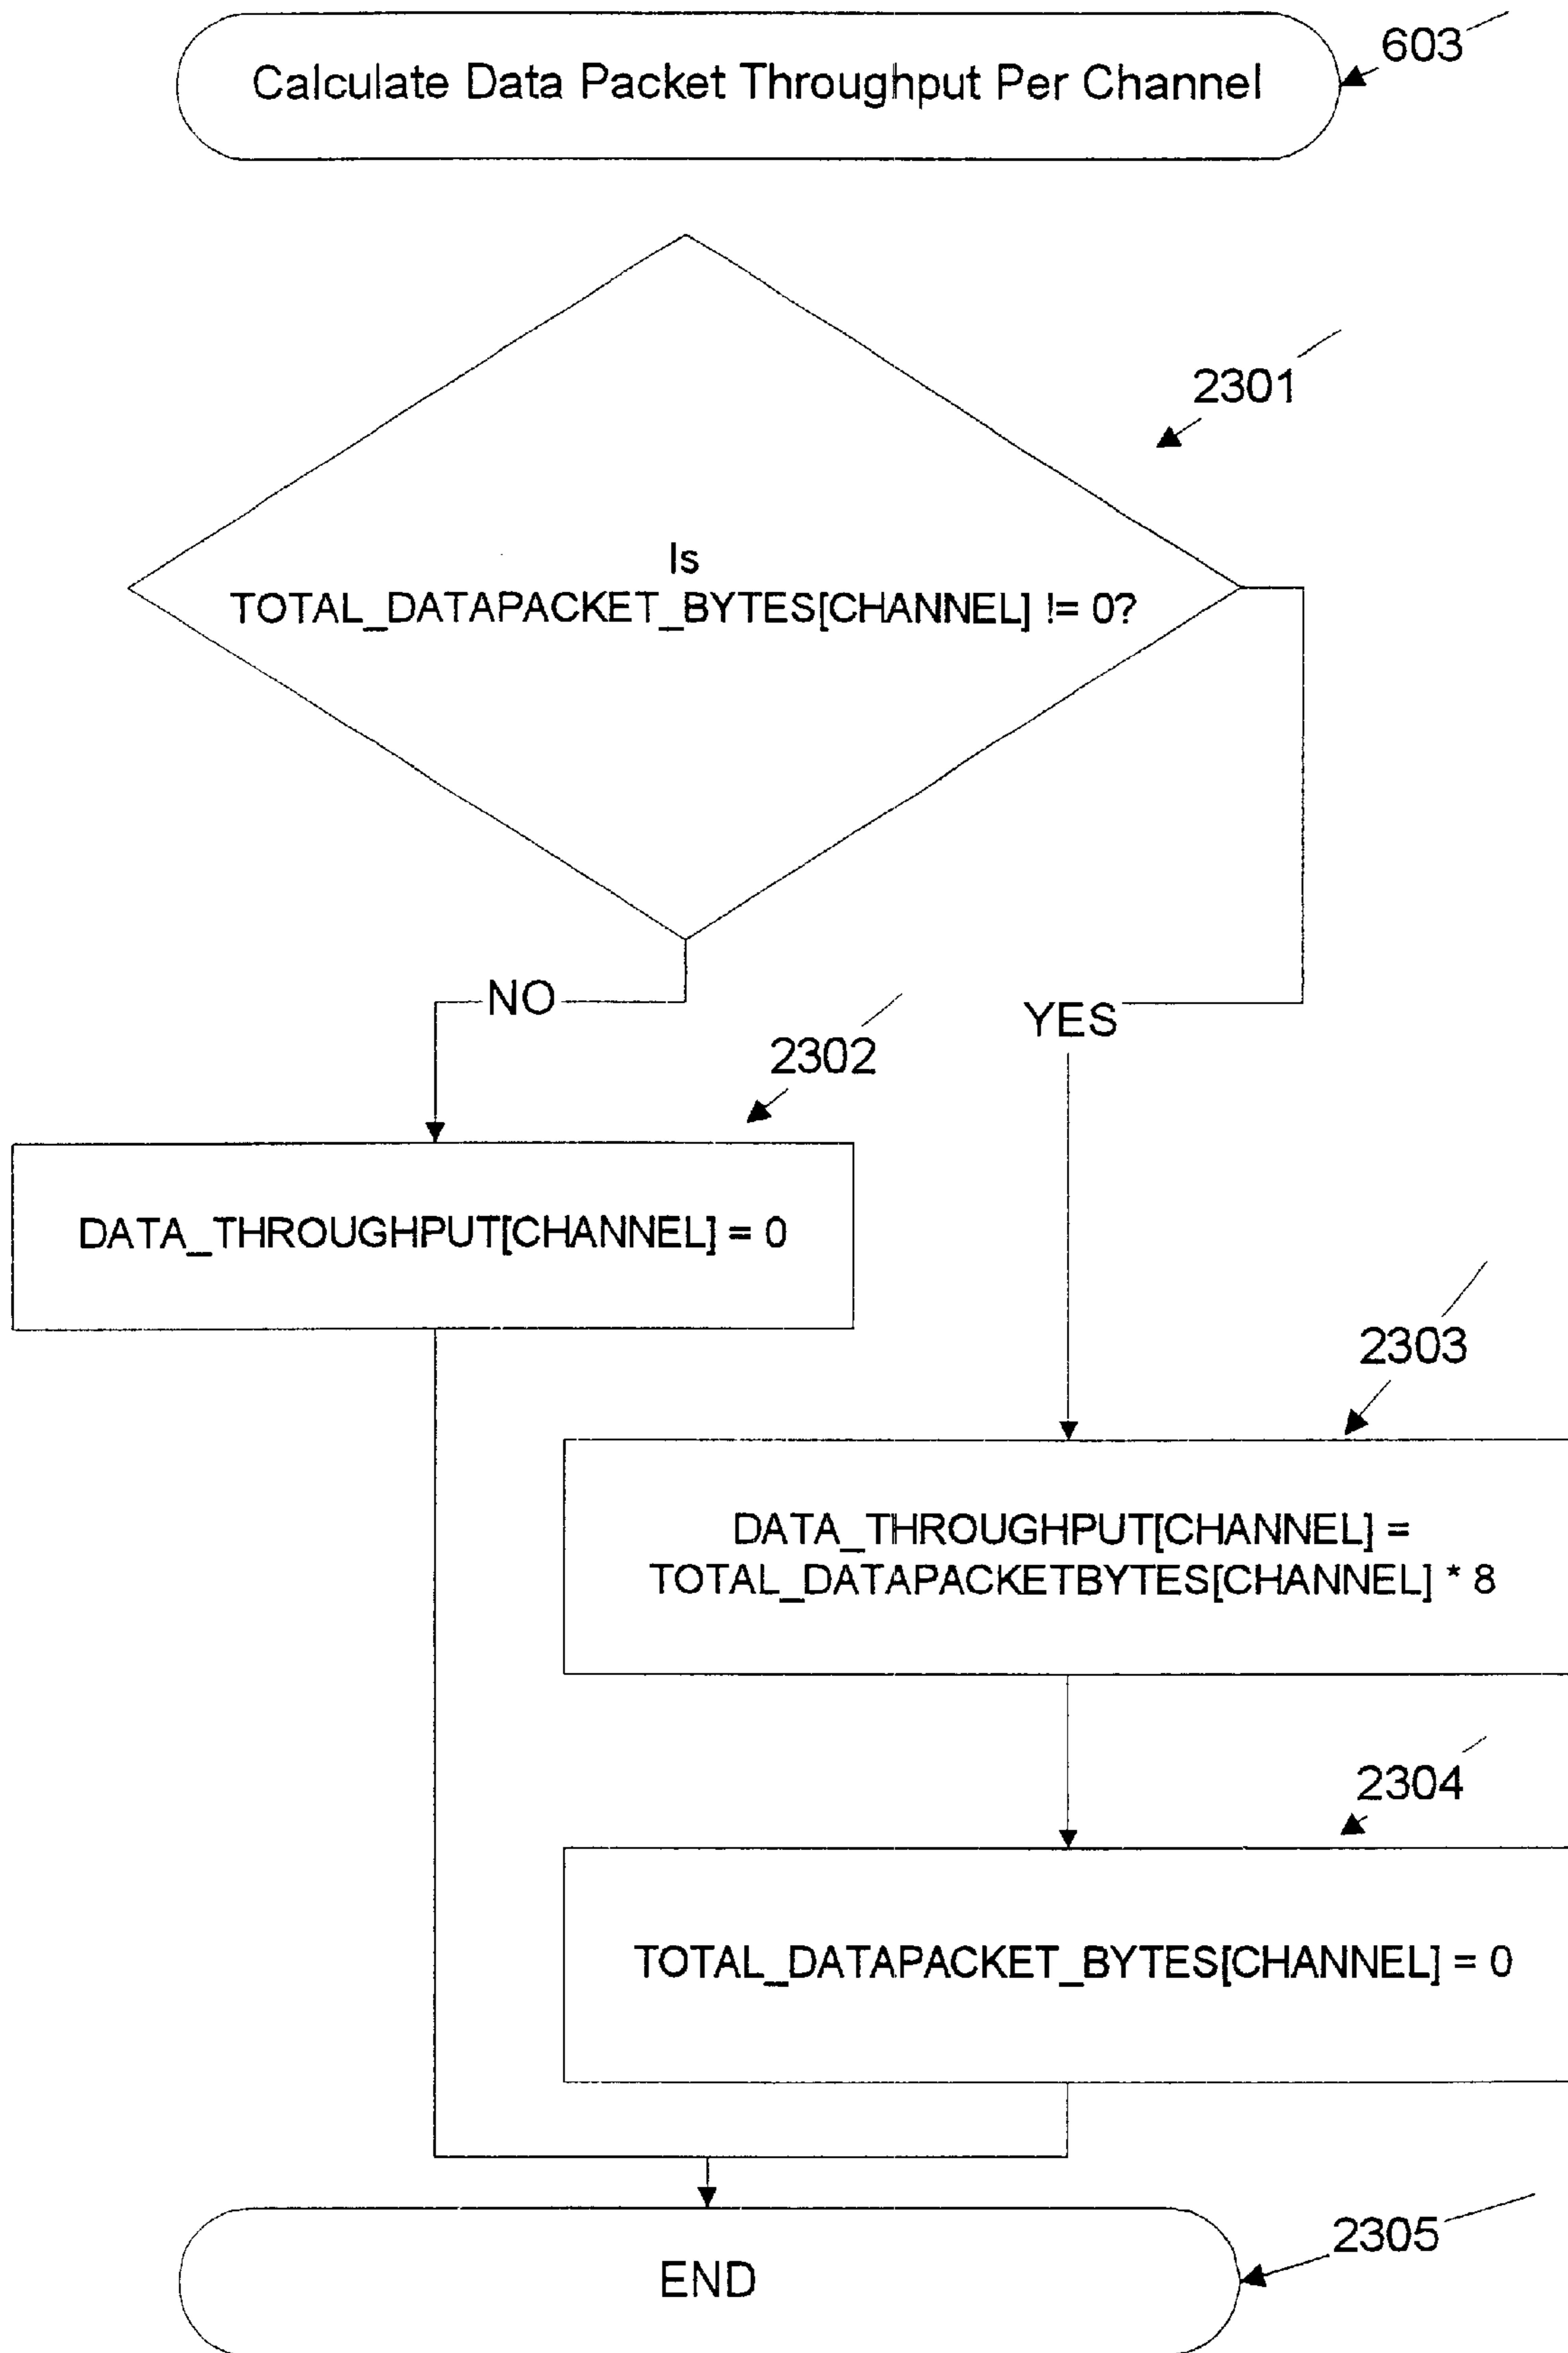 603
Calculate Data Packet Throughput Per Channel
2301
Is
TOTAL_DATAPACKET_BYTES[CHANNEL] != 0?
NO
YES
2302
DATA_THROUGHPUT[CHANNEL] = 0
2303
DATA_THROUGHPUT[CHANNEL] =
TOTAL_DATAPACKETBYTES[CHANNEL] * 8
2304
TOTAL_DATAPACKET_BYTES[CHANNEL] = 0
2305
END